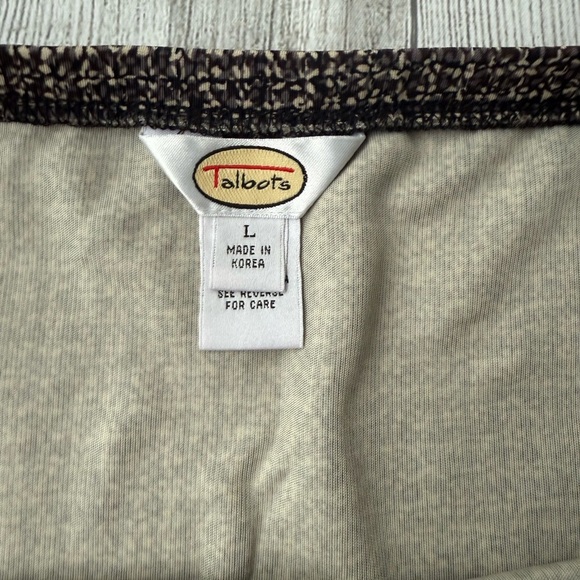 Talbots
L
MADE IN
KOREA
SEE REVERSE
FOR CARE